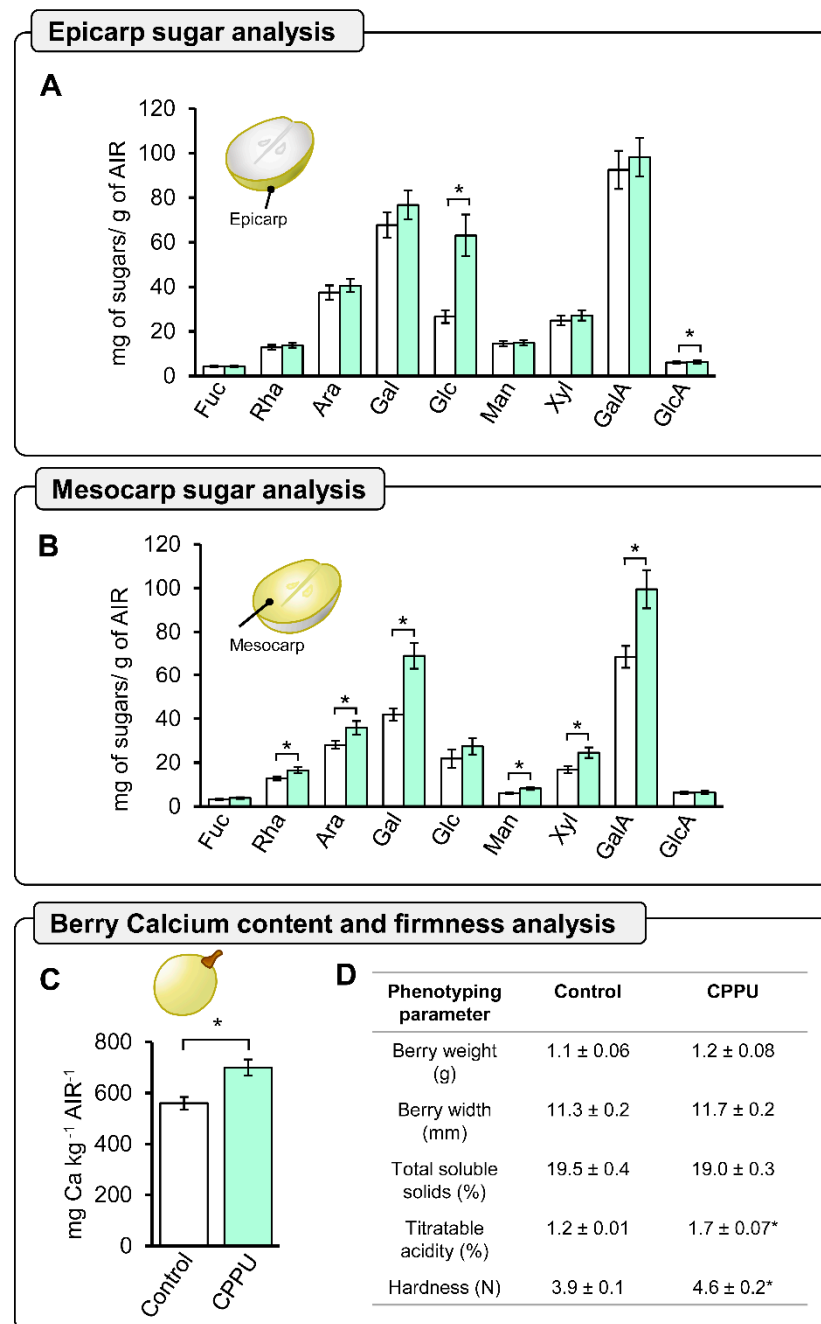 Epicarp sugar analysis
A
mg of sugars/ g of AIR
120
100
80
60
40
20
0
Epicarp
*
*
Fuc
Rha
Ara
Gal
Glc
Man
Xyl
GalA
GlcA
Mesocarp sugar analysis
B
mg of sugars/ g of AIR
120
100
80
60
40
20
0
Mesocarp
*
*
*
*
*
*
Fuc
Rha
Ara
Gal
Glc
Man
Xyl
GalA
GlcA
Berry Calcium content and firmness analysis
C
mg Ca kg⁻¹ AIR⁻¹
800
600
400
200
0
*
Control
CPPU
D
Phenotyping parameter Control CPPU
Berry weight (g) 1.1 ± 0.06 1.2 ± 0.08
Berry width (mm) 11.3 ± 0.2 11.7 ± 0.2
Total soluble solids (%) 19.5 ± 0.4 19.0 ± 0.3
Titratable acidity (%) 1.2 ± 0.01 1.7 ± 0.07*
Hardness (N) 3.9 ± 0.1 4.6 ± 0.2*